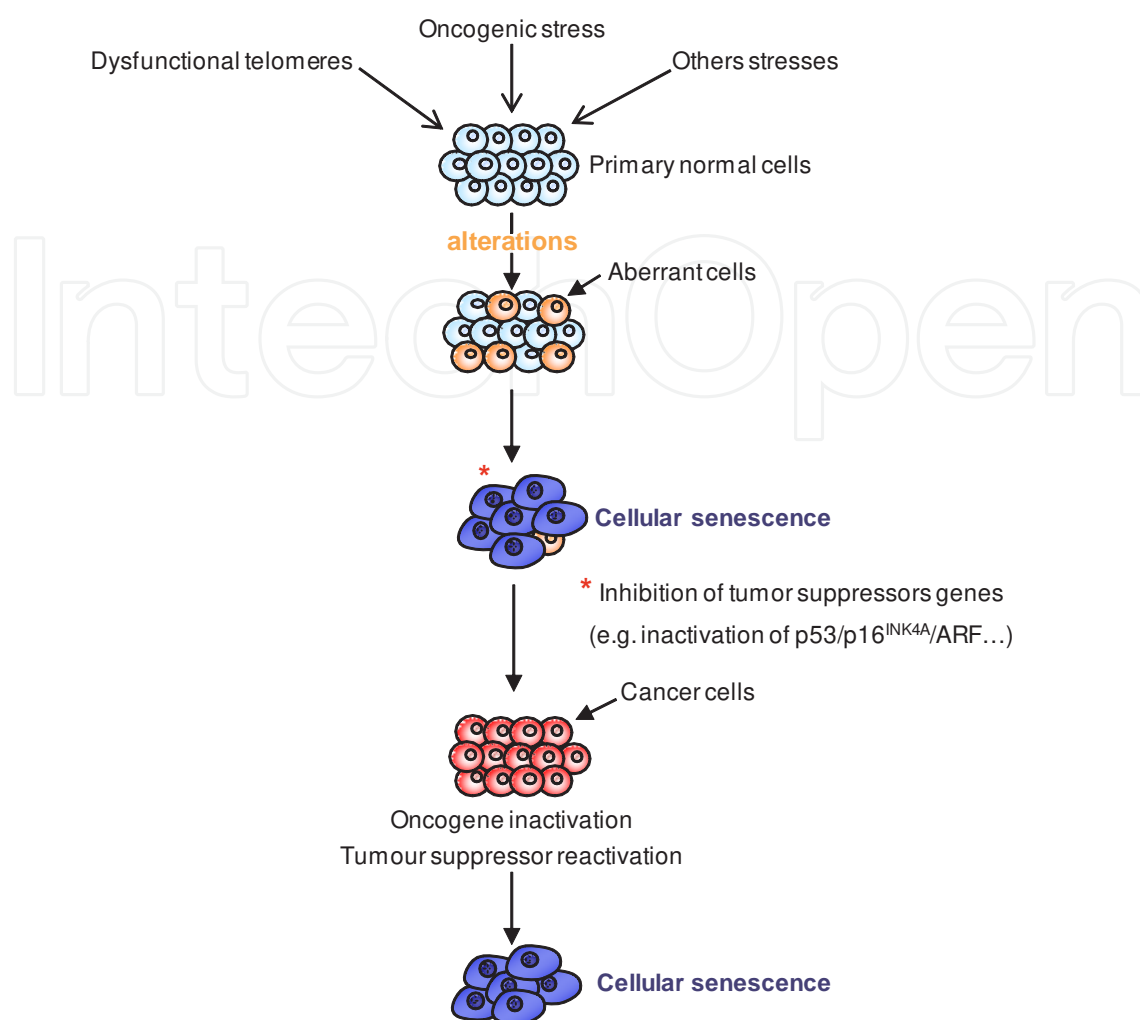 Oncogenic stress
Dysfunctional telomeres
Others stresses
Primary normal cells
alterations
Aberrant cells
IntechOpen
*
Cellular senescence
* Inhibition of tumor suppressors genes
(e.g. inactivation of p53/p16INK4A/ARF…)
Cancer cells
Oncogene inactivation
Tumour suppressor reactivation
Cellular senescence